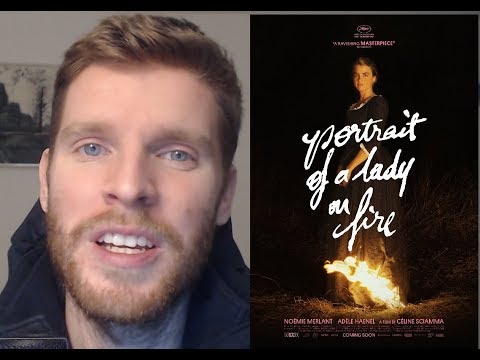 "A RAVISHING MASTERPIECE"
portrait
of a lady
on
fire
NOÉMIE MERLANT ADÈLE HAENEL A FILM BY CÉLINE SCIAMMA
COMING SOON